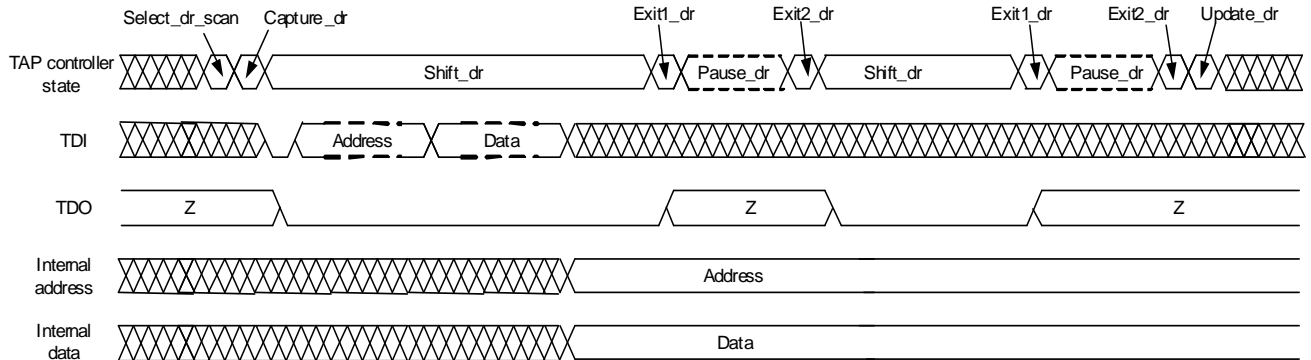 Select_dr_scan Capture_dr Exit1_dr Exit2_dr Exit1_dr Exit2_dr Update_dr
TAP controller
state
Shift_dr Pause_dr Shift_dr Pause_dr
TDI Address Data
TDO Z Z Z
Internal
address
Address
Internal
data
Data